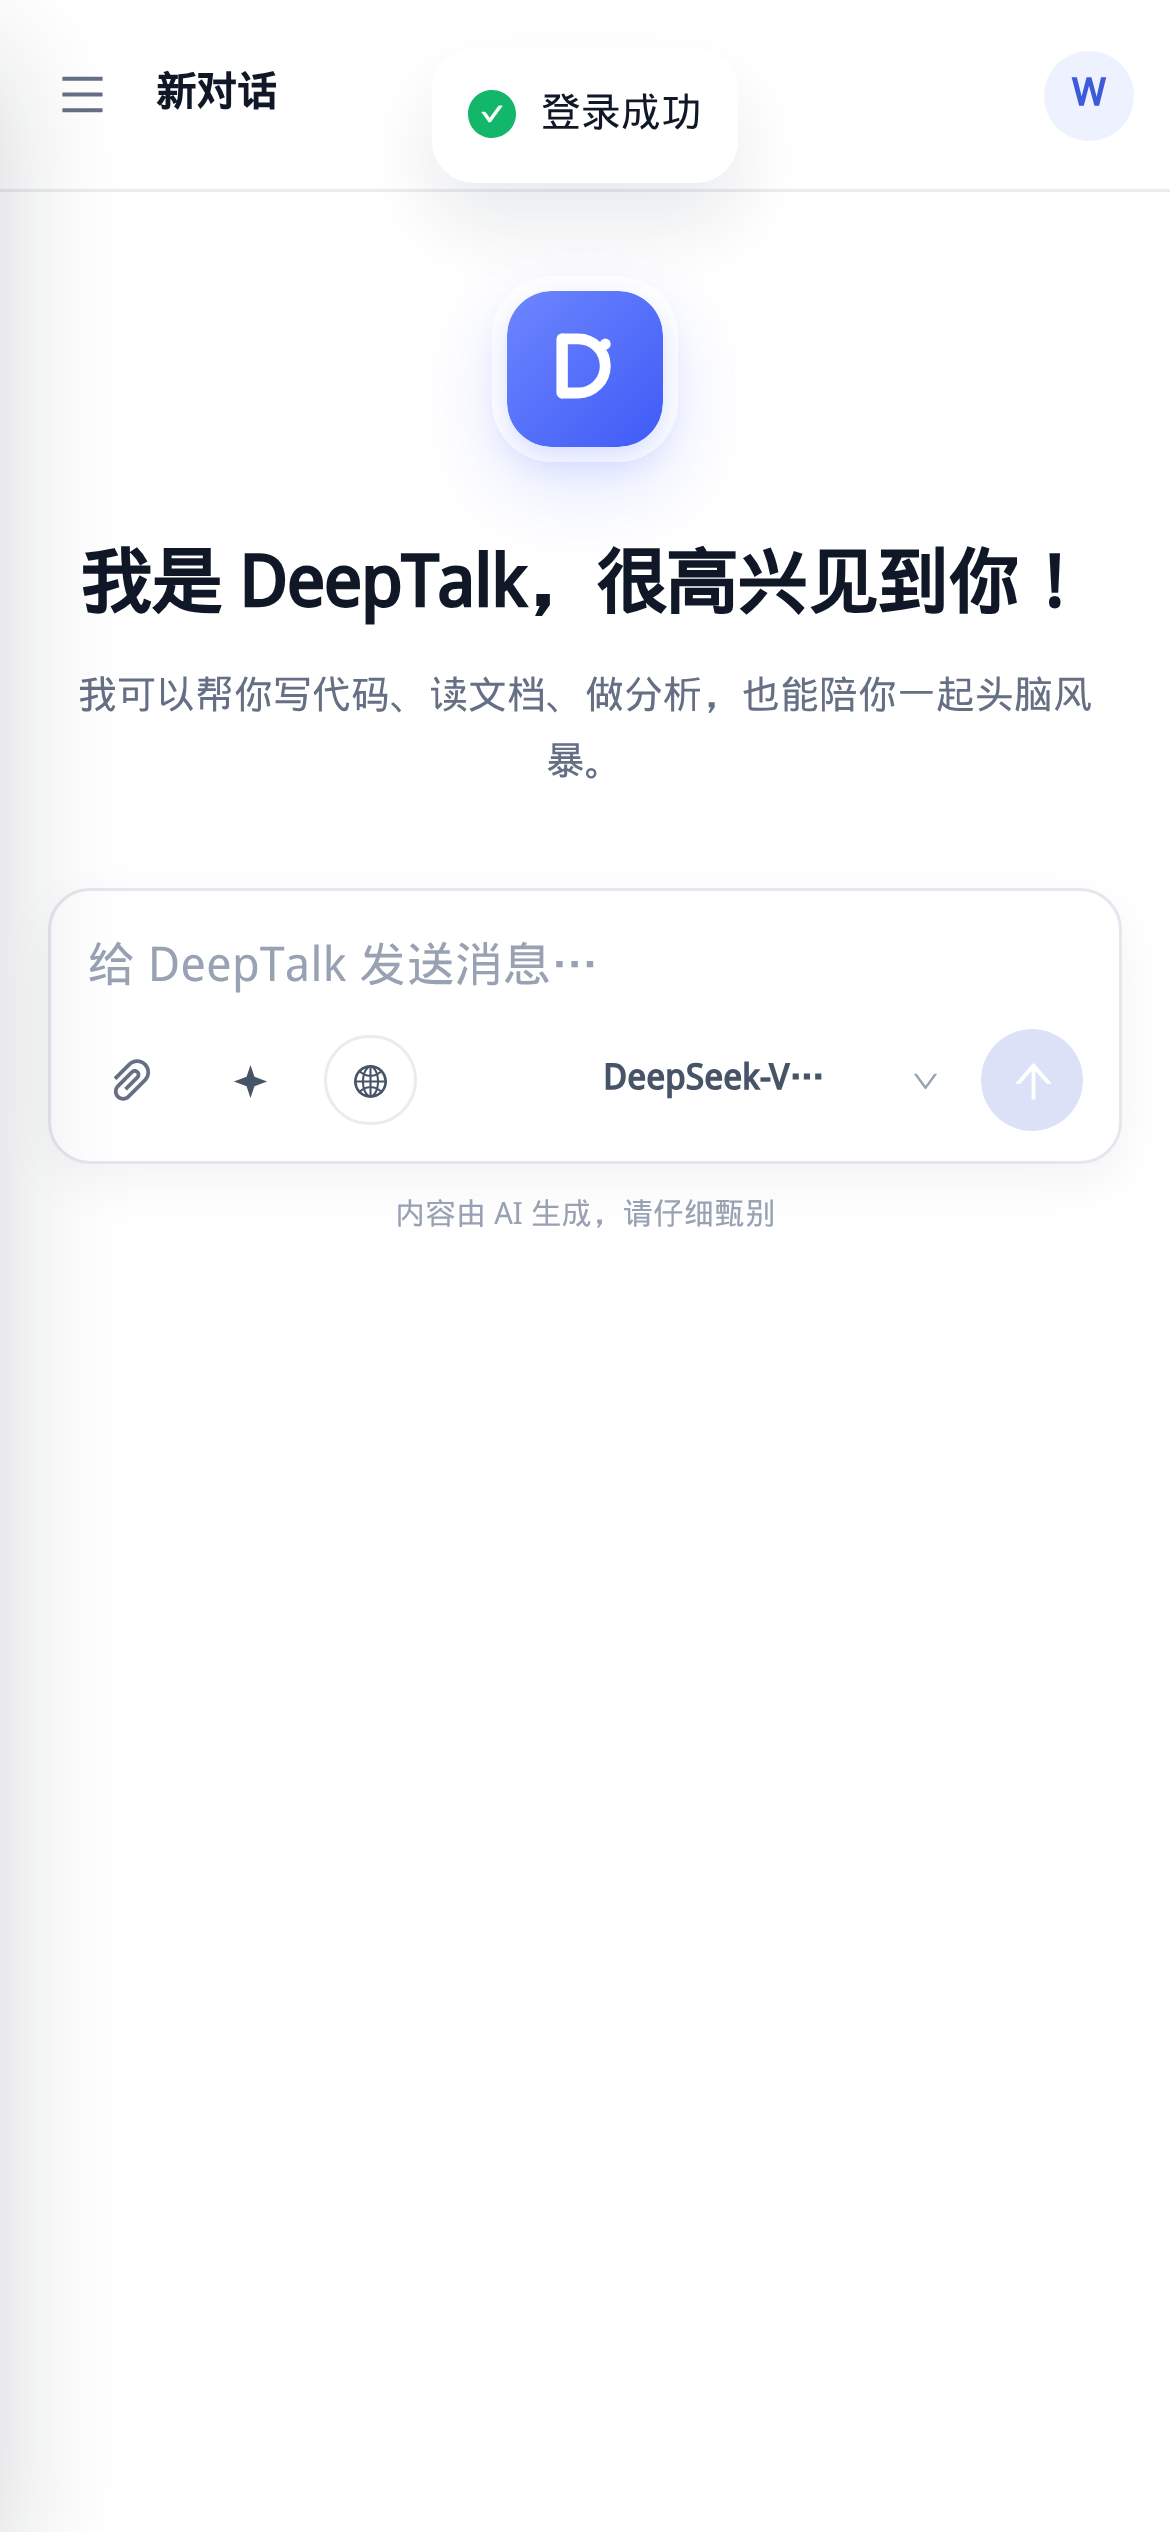 新对话
登录成功
W
D
我是 DeepTalk，很高兴见到你！
我可以帮你写代码、读文档、做分析，也能陪你一起头脑风
暴。
给 DeepTalk 发送消息…
DeepSeek-V…
内容由 AI 生成，请仔细甄别